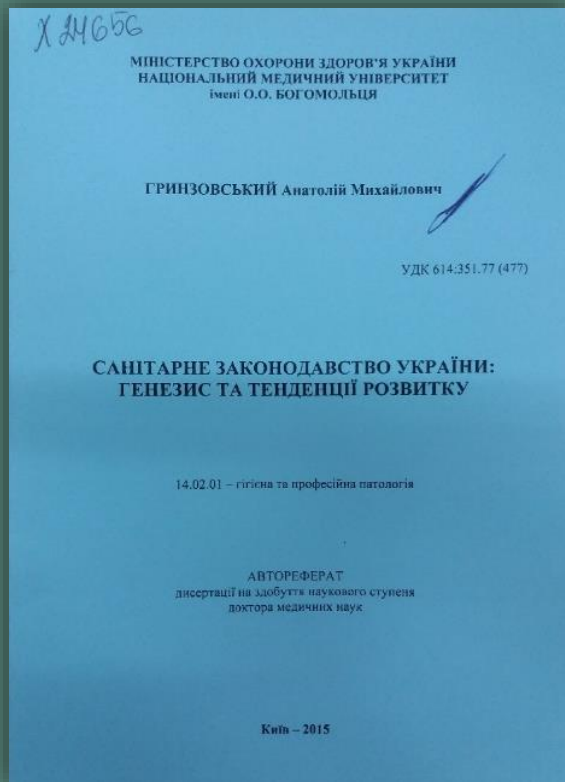 Х 24656
МІНІСТЕРСТВО ОХОРОНИ ЗДОРОВ'Я УКРАЇНИ
НАЦІОНАЛЬНИЙ МЕДИЧНИЙ УНІВЕРСИТЕТ
імені О.О. БОГОМОЛЬЦЯ
ГРИНЗОВСЬКИЙ Анатолій Михайлович
УДК 614:351.77 (477)
САНІТАРНЕ ЗАКОНОДАВСТВО УКРАЇНИ:
ГЕНЕЗИС ТА ТЕНДЕНЦІЇ РОЗВИТКУ
14.02.01 – гігієна та професійна патологія
АВТОРЕФЕРАТ
дисертації на здобуття наукового ступеня
доктора медичних наук
Київ – 2015